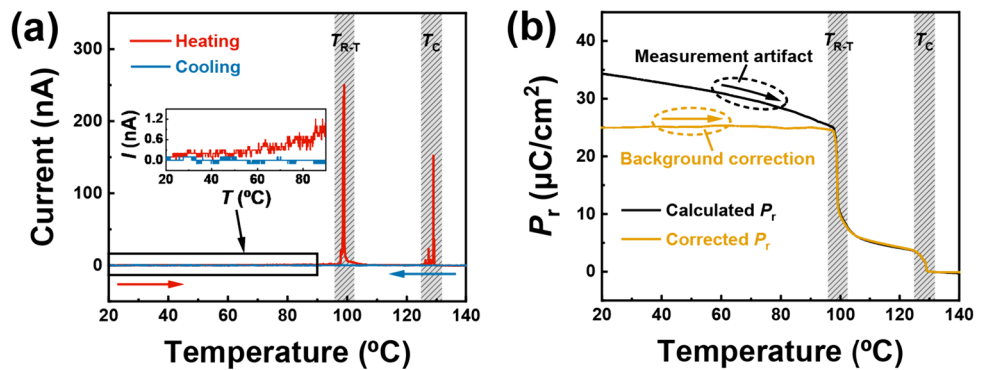 (a)
Current (nA)
300
200
100
0
Heating
Cooling
T_R-T
T_C
I (nA)
1.2
0.6
0.0
20 40 60 80
T (ºC)
20 40 60 80 100 120 140
Temperature (ºC)
(b)
P_r (µC/cm²)
40
30
20
10
0
Measurement artifact
T_R-T
T_C
Background correction
Calculated P_r
Corrected P_r
20 40 60 80 100 120 140
Temperature (ºC)